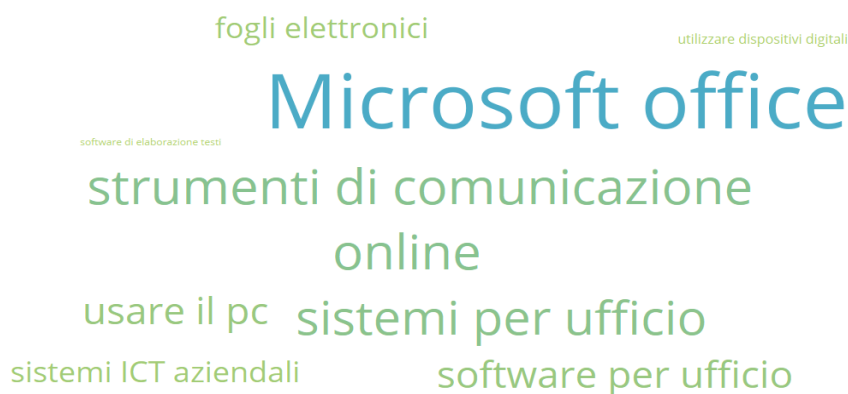 fogli elettronici
utilizzare dispositivi digitali
Microsoft office
software di elaborazione testi
strumenti di comunicazione
online
usare il pc
sistemi per ufficio
sistemi ICT aziendali
software per ufficio